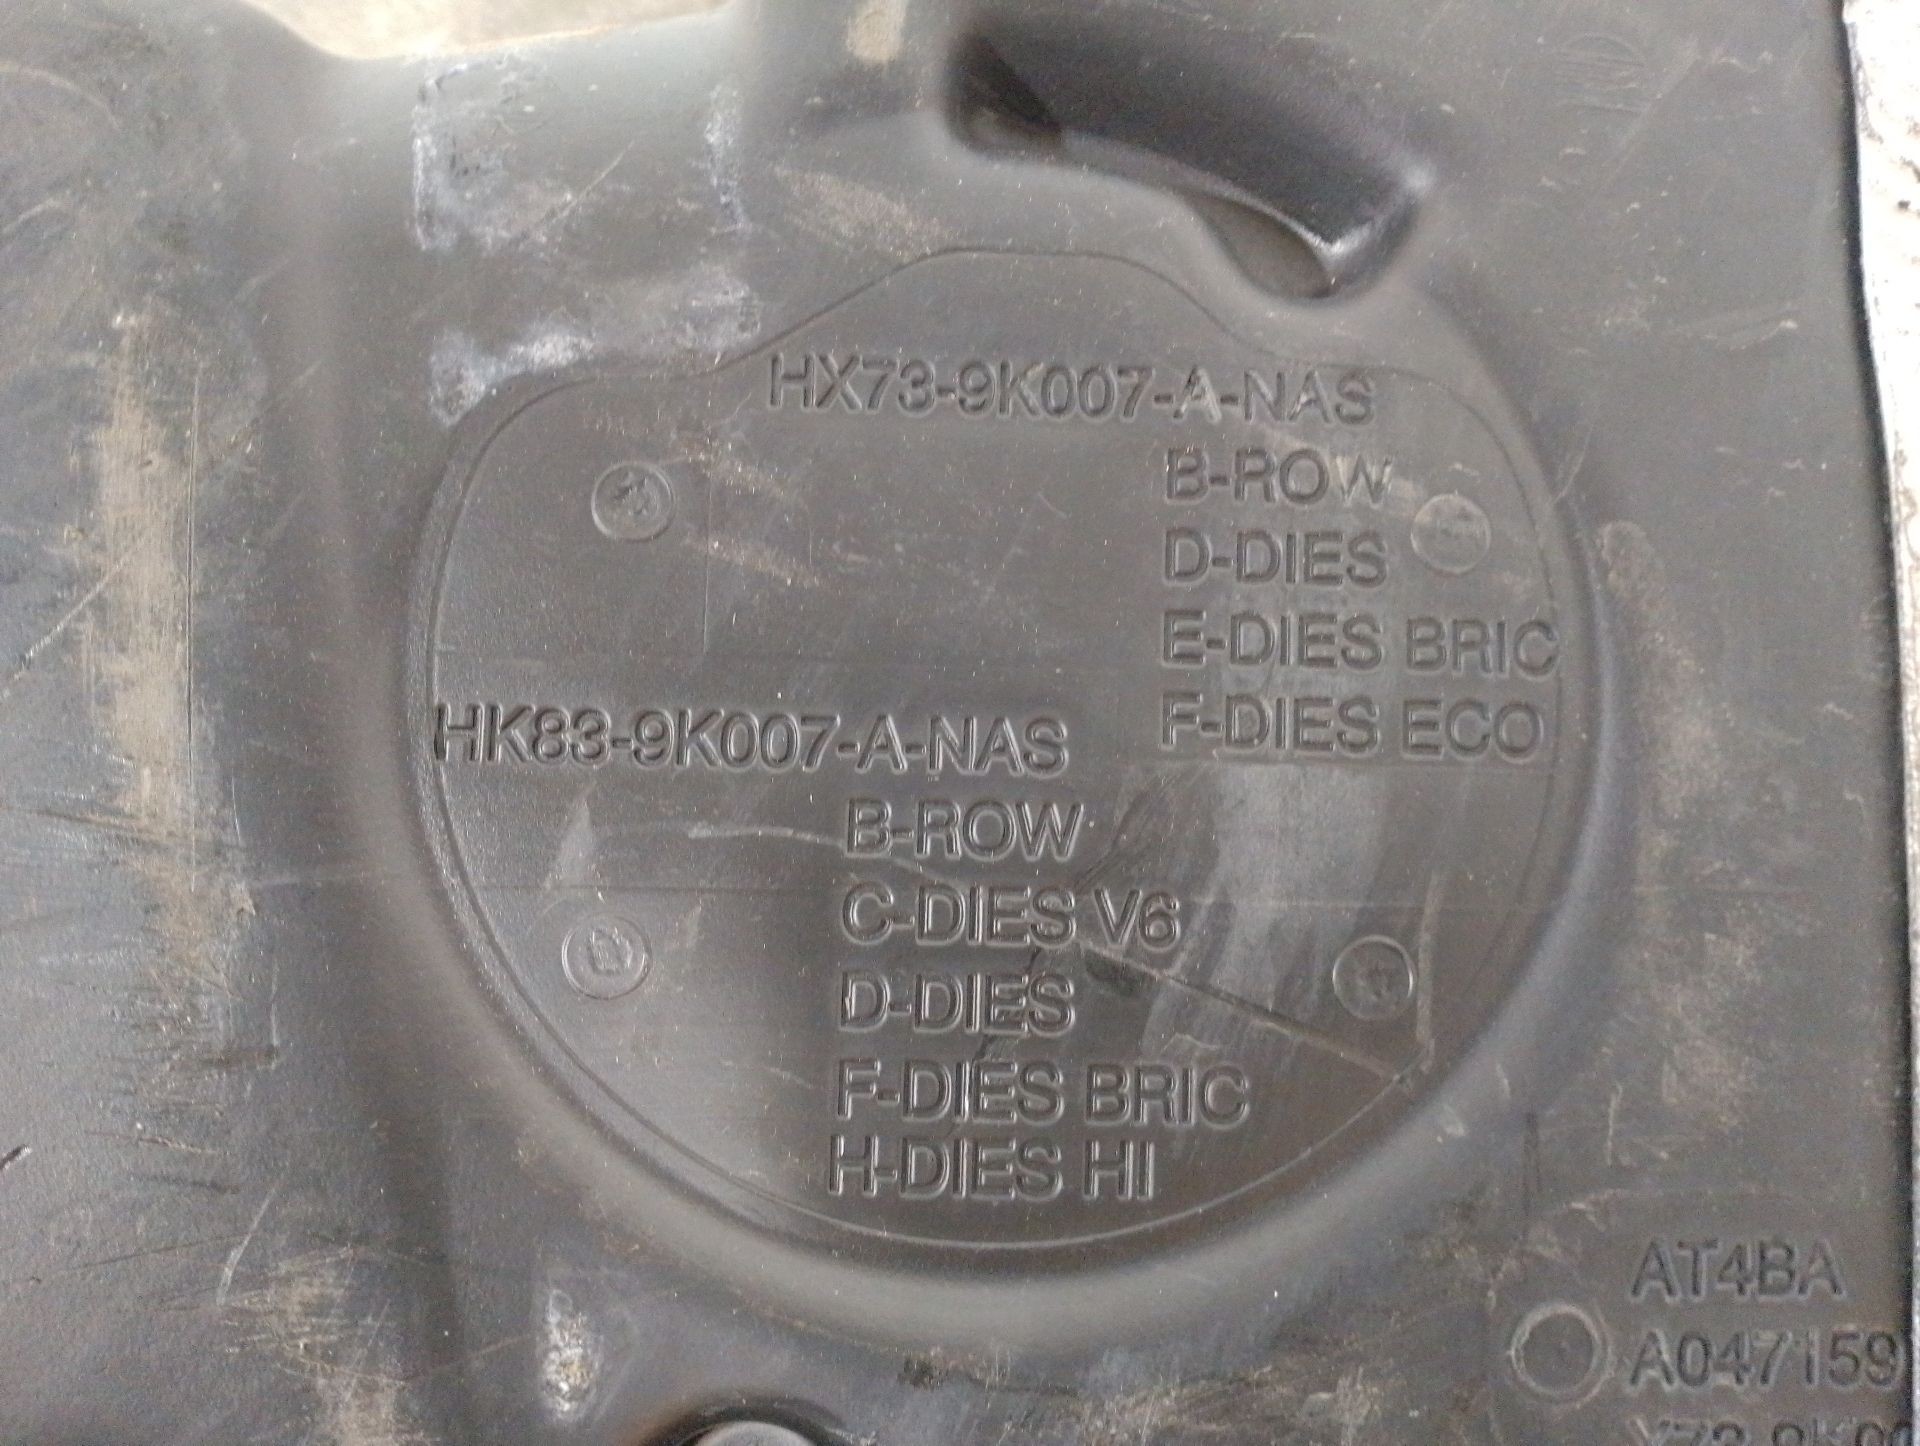 HX73-9K007-A-NAS
B-ROW
D-DIES
E-DIES BRIC
F-DIES ECO
HK83-9K007-A-NAS
B-ROW
C-DIES V6
D-DIES
F-DIES BRIC
H-DIES HI
AT4BA
A047159